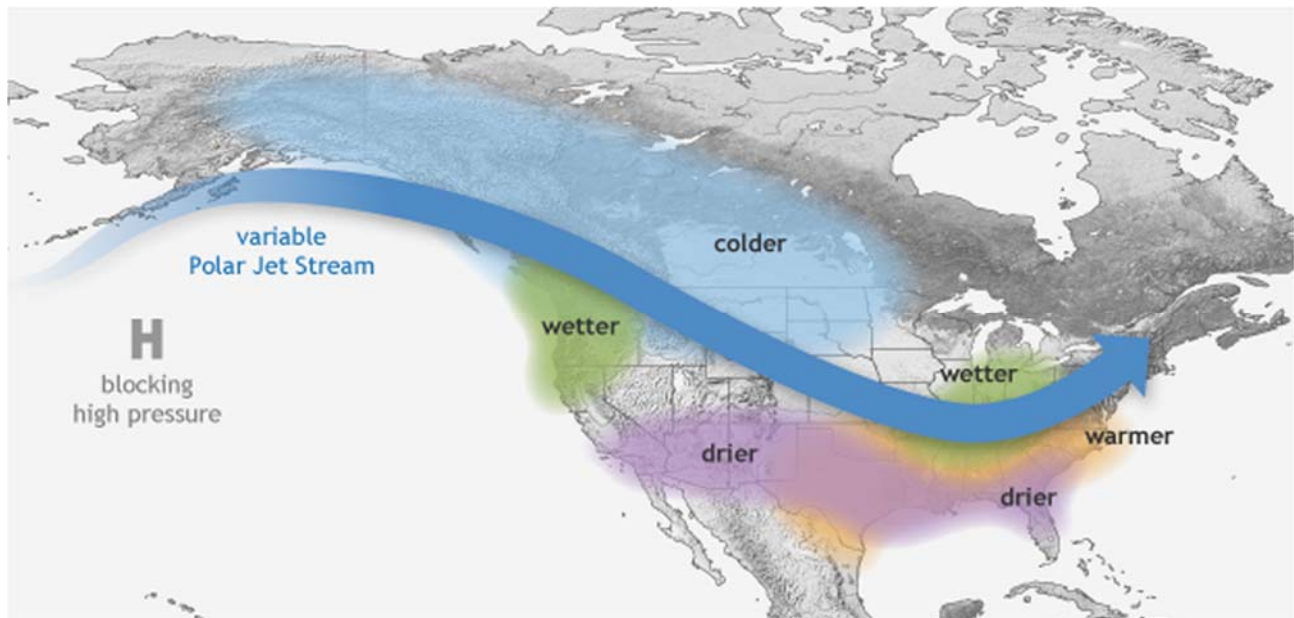 variable
Polar Jet Stream
H
blocking
high pressure
colder
wetter
wetter
warmer
drier
drier